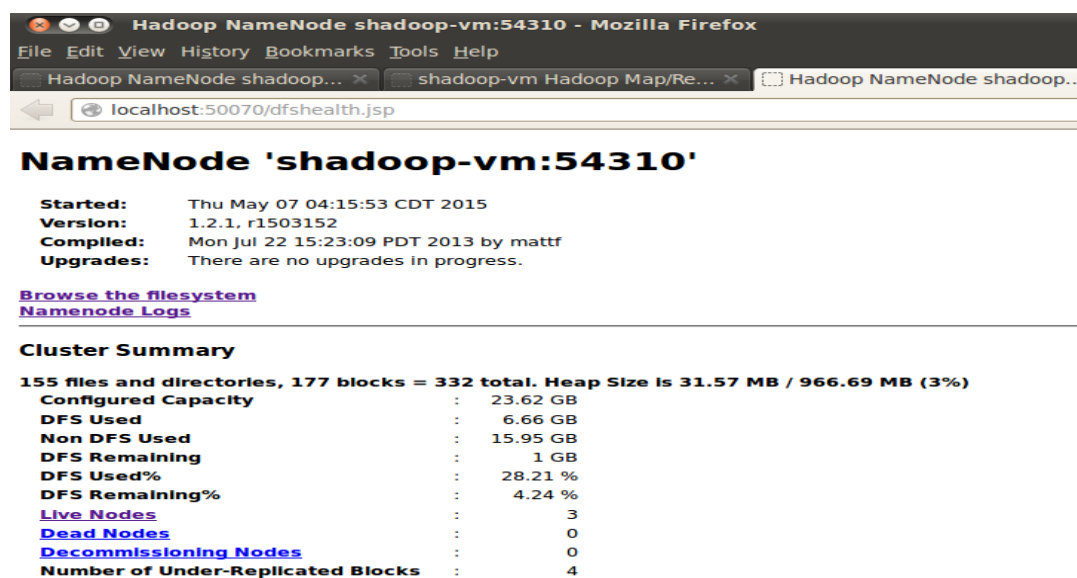 Hadoop NameNode shadoop-vm:54310 - Mozilla Firefox
File Edit View History Bookmarks Tools Help
Hadoop NameNode shadoop... shadoop-vm Hadoop Map/Re... Hadoop NameNode shadoop..
localhost:50070/dfshealth.jsp
NameNode 'shadoop-vm:54310'
Started: Thu May 07 04:15:53 CDT 2015
Version: 1.2.1, r1503152
Compiled: Mon Jul 22 15:23:09 PDT 2013 by mattf
Upgrades: There are no upgrades in progress.
Browse the filesystem
Namenode Logs
Cluster Summary
155 files and directories, 177 blocks = 332 total. Heap Size is 31.57 MB / 966.69 MB (3%)
Configured Capacity : 23.62 GB
DFS Used : 6.66 GB
Non DFS Used : 15.95 GB
DFS Remaining : 1 GB
DFS Used% : 28.21 %
DFS Remaining% : 4.24 %
Live Nodes : 3
Dead Nodes : 0
Decommissioning Nodes : 0
Number of Under-Replicated Blocks : 4